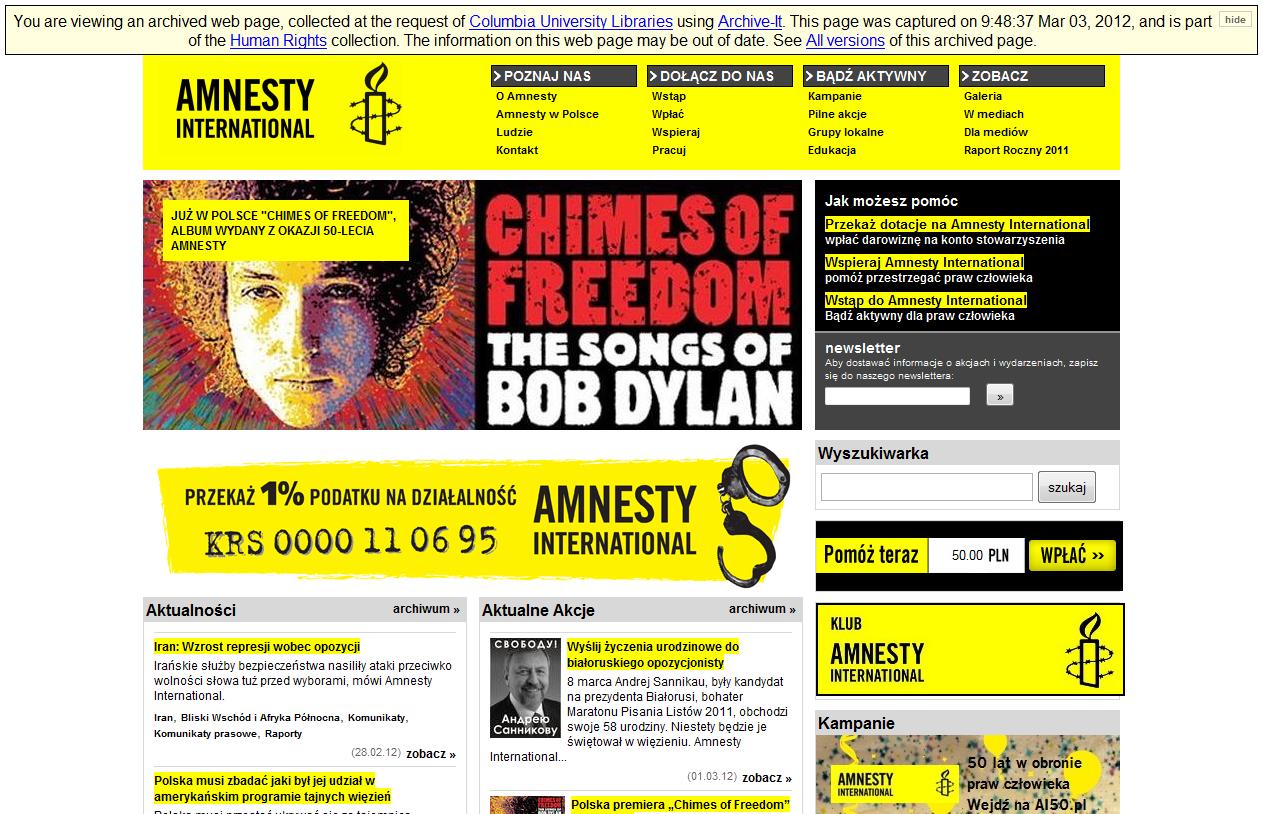 You are viewing an archived web page, collected at the request of Columbia University Libraries using Archive-It. This page was captured on 9:48:37 Mar 03, 2012, and is part
hide
of the Human Rights collection. The information on this web page may be out of date. See All versions of this archived page.
AMNESTY
INTERNATIONAL
POZNAJ NAS
O Amnesty
Amnesty w Polsce
Ludzie
Kontakt
DOŁĄCZ DO NAS
Wstąp
Wpłać
Wspieraj
Pracuj
BĄDŹ AKTYWNY
Kampanie
Pilne akcje
Grupy lokalne
Edukacja
ZOBACZ
Galeria
W mediach
Dla mediów
Raport Roczny 2011
JUŻ W POLSCE "CHIMES OF FREEDOM",
ALBUM WYDANY Z OKAZJI 50-LECIA
AMNESTY
CHIMES OF
FREEDOM
THE SONGS OF
BOB DYLAN
Jak możesz pomóc
Przekaż dotacje na Amnesty International
wpłać darowiznę na konto stowarzyszenia
Wspieraj Amnesty International
pomóż przestrzegać praw człowieka
Wstąp do Amnesty International
Bądź aktywny dla praw człowieka
newsletter
Aby dostawać informacje o akcjach i wydarzeniach, zapisz
się do naszego newslettera:
»
PRZEKAŻ 1% PODATKU NA DZIAŁALNOŚĆ
KRS 0000 11 06 95
AMNESTY
INTERNATIONAL
Wyszukiwarka
szukaj
Pomóż teraz 50.00 PLN WPŁAĆ >>
KLUB
AMNESTY
INTERNATIONAL
Aktualności archiwum »
Iran: Wzrost represji wobec opozycji
Irańskie służby bezpieczeństwa nasiliły ataki przeciwko
wolności słowa tuż przed wyborami, mówi Amnesty
International.
Iran, Bliski Wschód i Afryka Północna, Komunikaty,
Komunikaty prasowe, Raporty
(28.02.12) zobacz »
Polska musi zbadać jaki był jej udział w
amerykańskim programie tajnych więzień
Polska musi przestać ukrywać się za tajemnicą
Aktualne Akcje archiwum »
СВОБОДУ!
Андрею
Санникову
Wyślij życzenia urodzinowe do
białoruskiego opozycjonisty
8 marca Andrej Sannikau, były kandydat
na prezydenta Białorusi, bohater
Maratonu Pisania Listów 2011, obchodzi
swoje 58 urodziny. Niestety będzie je
świętował w więzieniu. Amnesty
International...
(01.03.12) zobacz »
CHIMES OF
Polska premiera „Chimes of Freedom”
Kampanie
AMNESTY
INTERNATIONAL
50 lat w obronie
praw człowieka
Wejdź na AI50.pl